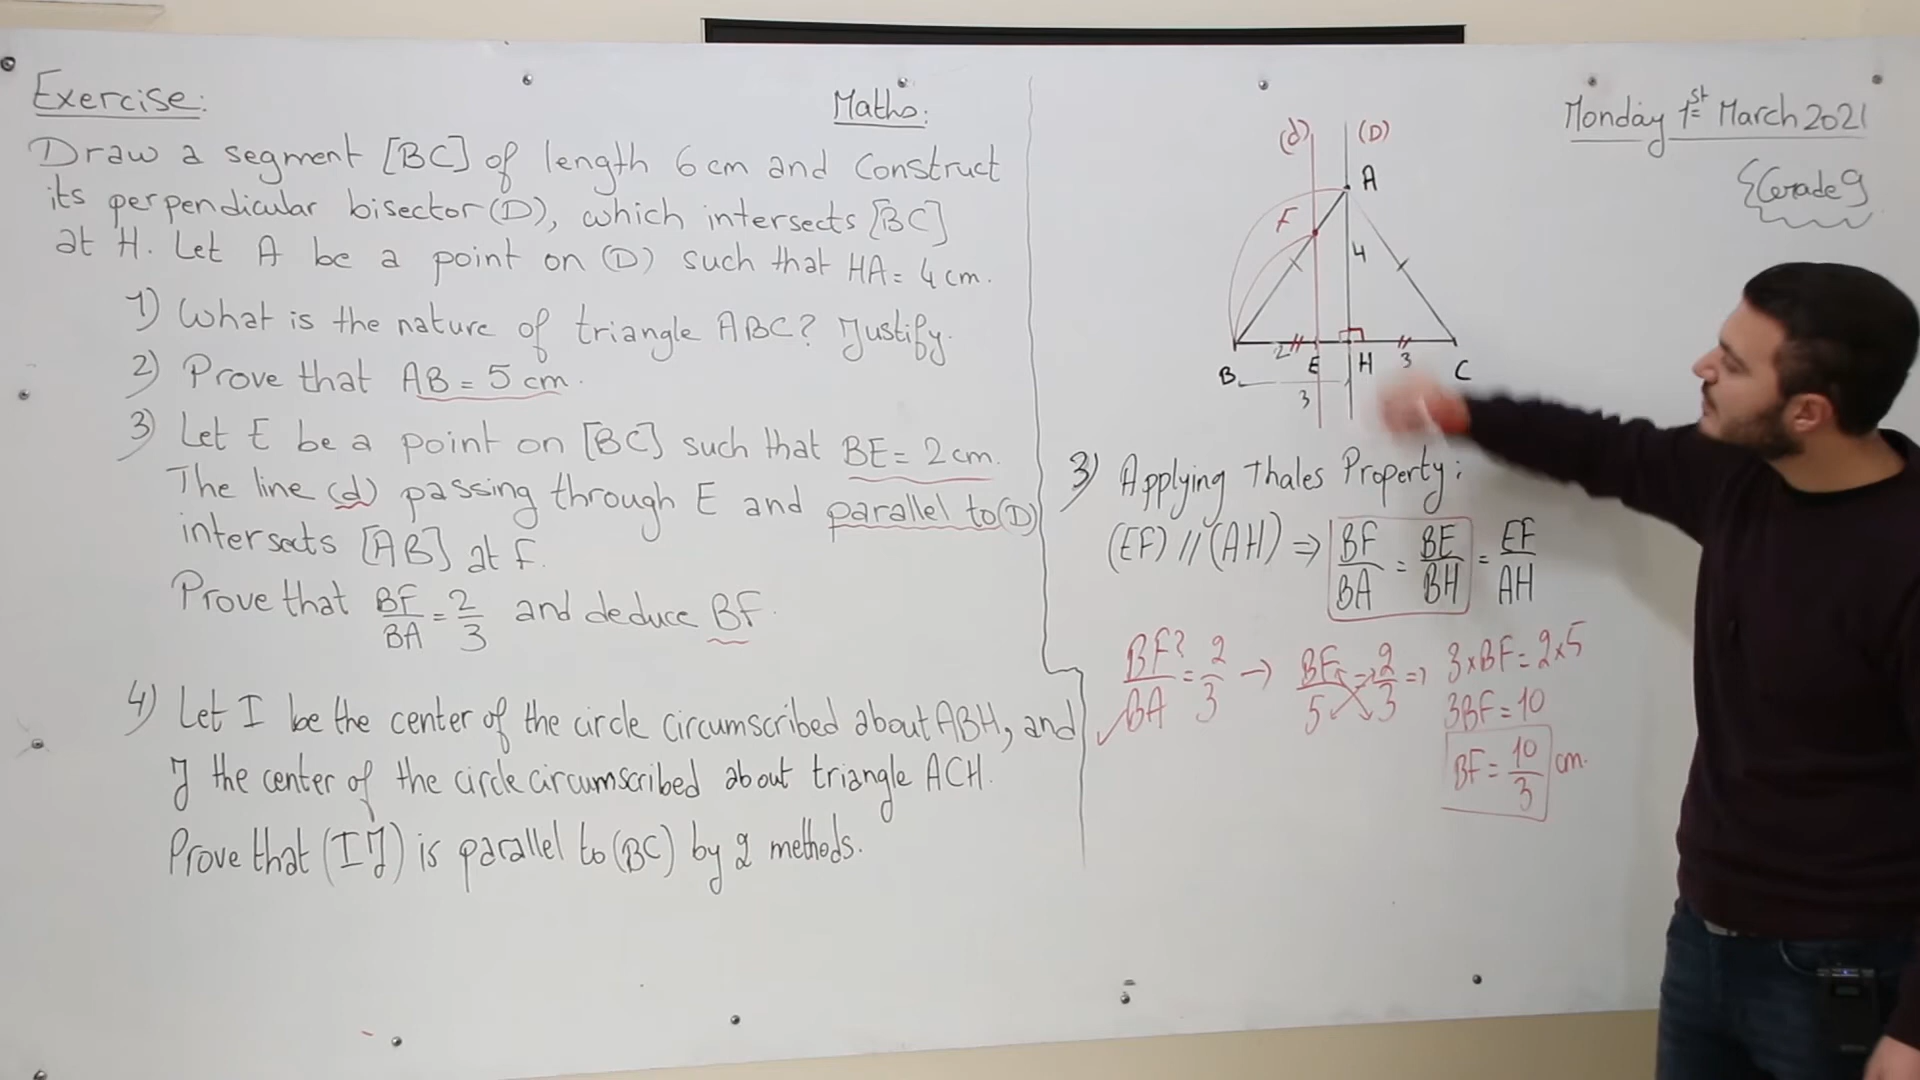 Exercise:
Maths:
Draw a segment [BC] of length 6 cm and construct
its perpendicular bisector (D), which intersects [BC]
at H. Let A be a point on (D) such that HA = 4 cm.
1) What is the nature of triangle ABC? Justify.
2) Prove that AB = 5 cm.
3) Let E be a point on [BC] such that BE = 2 cm.
The line (d) passing through E and parallel to (D)
intersects [AB] at F.
Prove that BF/BA = 2/3 and deduce BF.
4) Let I be the center of the circle circumscribed about ABH, and
J the center of the circle circumscribed about triangle ACH.
Prove that (IJ) is parallel to (BC) by 2 methods.
Monday 1st March 2021
Grade 9
(d) (D)
A
F
4
2 3
B E H C
3
3) Applying Thales Property:
(EF) // (AH) ⇒ BF/BA = BE/BH = EF/AH
BF?/BA = 2/3 → BF/5 = 2/3 ⇒ 3×BF = 2×5
3BF = 10
BF = 10/3 cm.